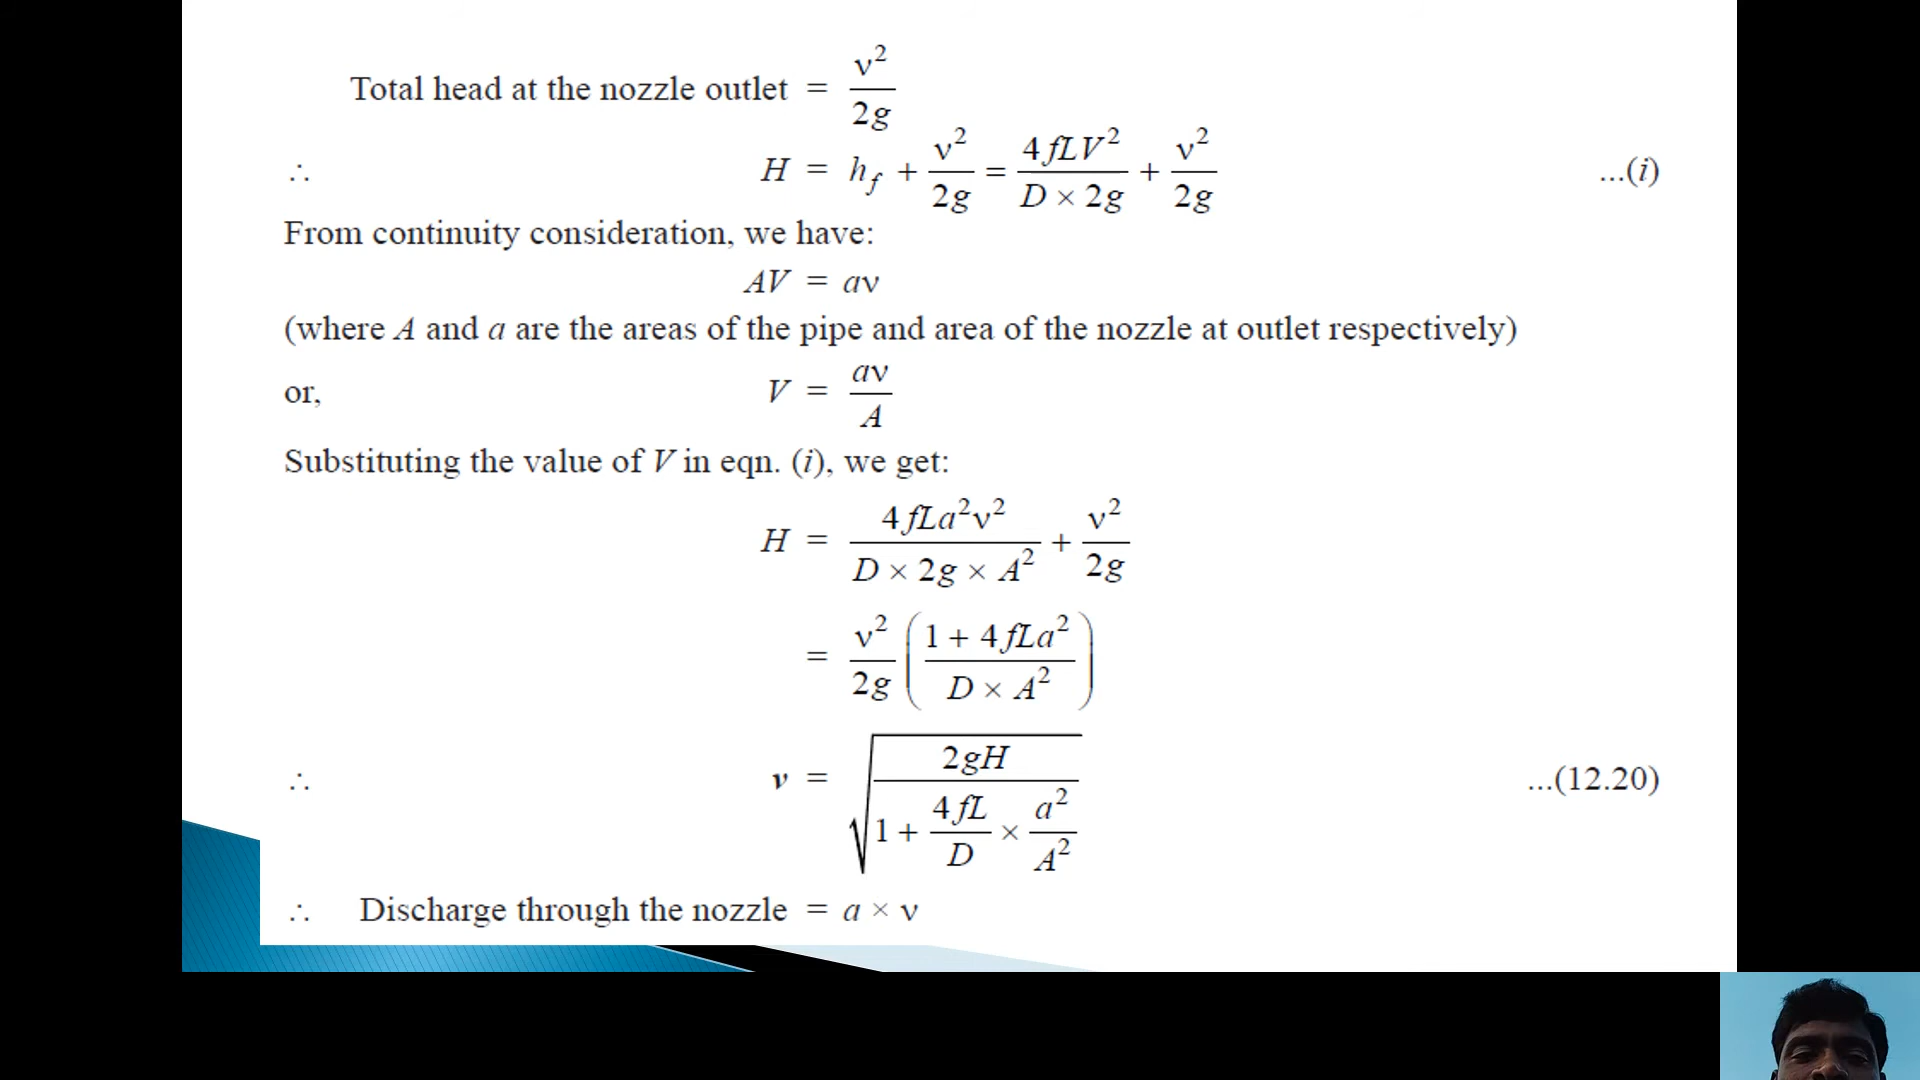 Total head at the nozzle outlet = v²/2g
∴ H = h_f + v²/2g = 4fLV²/(D × 2g) + v²/2g ...(i)
From continuity consideration, we have:
AV = av
(where A and a are the areas of the pipe and area of the nozzle at outlet respectively)
or, V = av/A
Substituting the value of V in eqn. (i), we get:
H = 4fLa²v²/(D × 2g × A²) + v²/2g
= v²/2g ((1 + 4fLa²)/(D × A²))
∴ v = √(2gH/(1 + 4fL/D × a²/A²)) ...(12.20)
∴ Discharge through the nozzle = a × v